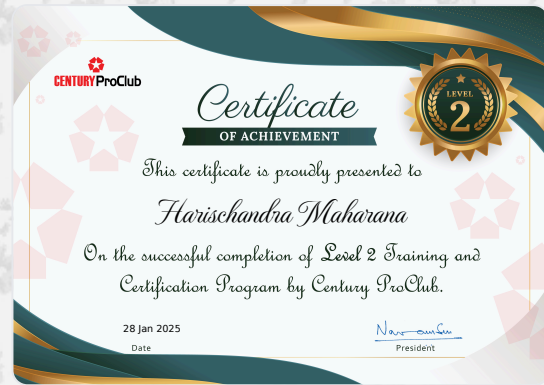 CENTURY ProClub
LEVEL
2
Certificate
OF ACHIEVEMENT
This certificate is proudly presented to
Harischandra Maharana
On the successful completion of Level 2 Training and
Certification Program by Century ProClub.
28 Jan 2025
Date
President